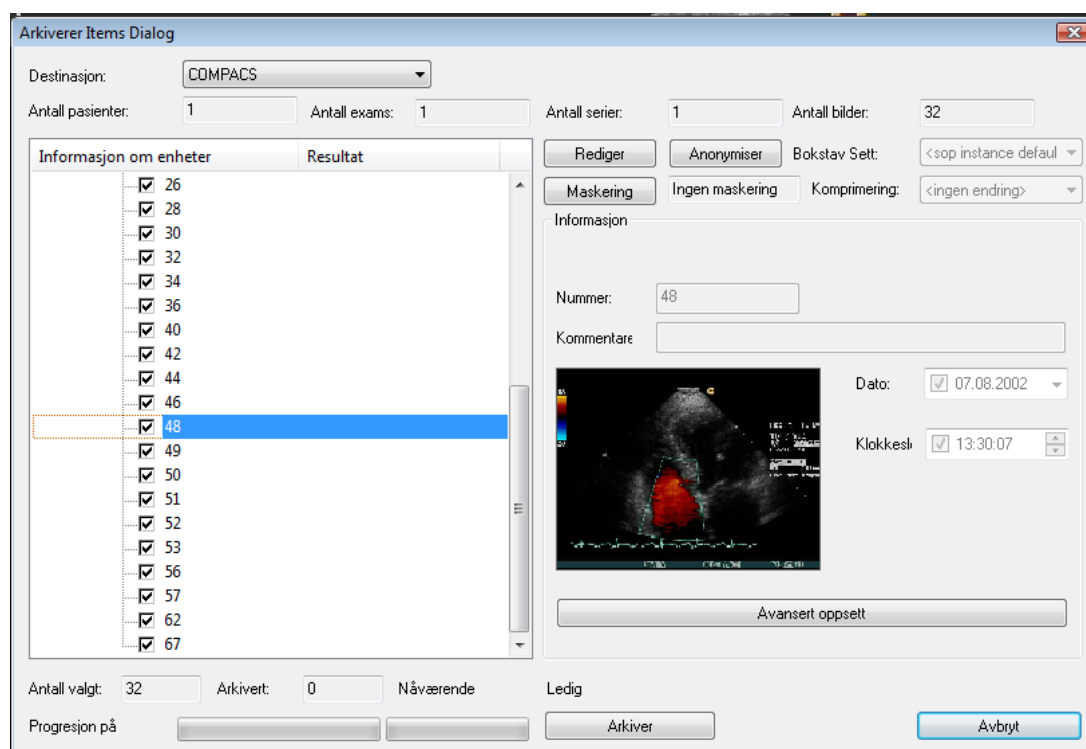 Arkiverer Items Dialog
Destinasjon: COMPACS
Antall pasienter: 1 Antall exams: 1 Antall serier: 1 Antall bilder: 32
Informasjon om enheter Resultat
Rediger Anonymiser Bokstav Sett: <sop instance defaul
Maskering Ingen maskering Komprimering: <ingen endring>
26
28
30
32
34
36
40
42
44
46
48
49
50
51
52
53
56
57
62
67
Informasjon
Nummer: 48
Kommentare
Dato: 07.08.2002
Klokkesl 13:30:07
Avansert oppsett
Antall valgt: 32 Arkivert: 0 Nåværende Ledig
Progresjon på Arkiver Avbryt